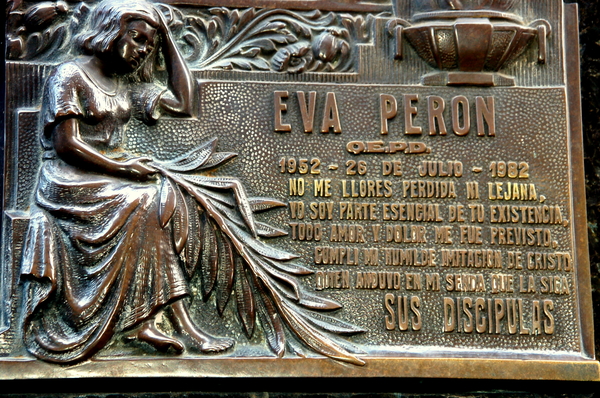 EVA PERON
Q.E.P.D.
1952 - 26 DE JULIO - 1982
NO ME LLORES PERDIDA NI LEJANA,
YO SOY PARTE ESENCIAL DE TU EXISTENCIA,
TODO AMOR Y DOLOR ME FUE PREVISTO,
CUMPLI MI HUMILDE IMITACION DE CRISTO
QUIEN ANDUVO EN MI SENDA QUE LA SIGA
SUS DISCIPULAS